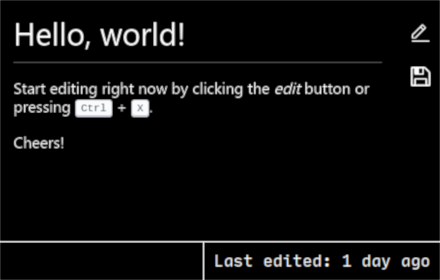 Hello, world!
Start editing right now by clicking the edit button or
pressing Ctrl + X.
Cheers!
Last edited: 1 day ago